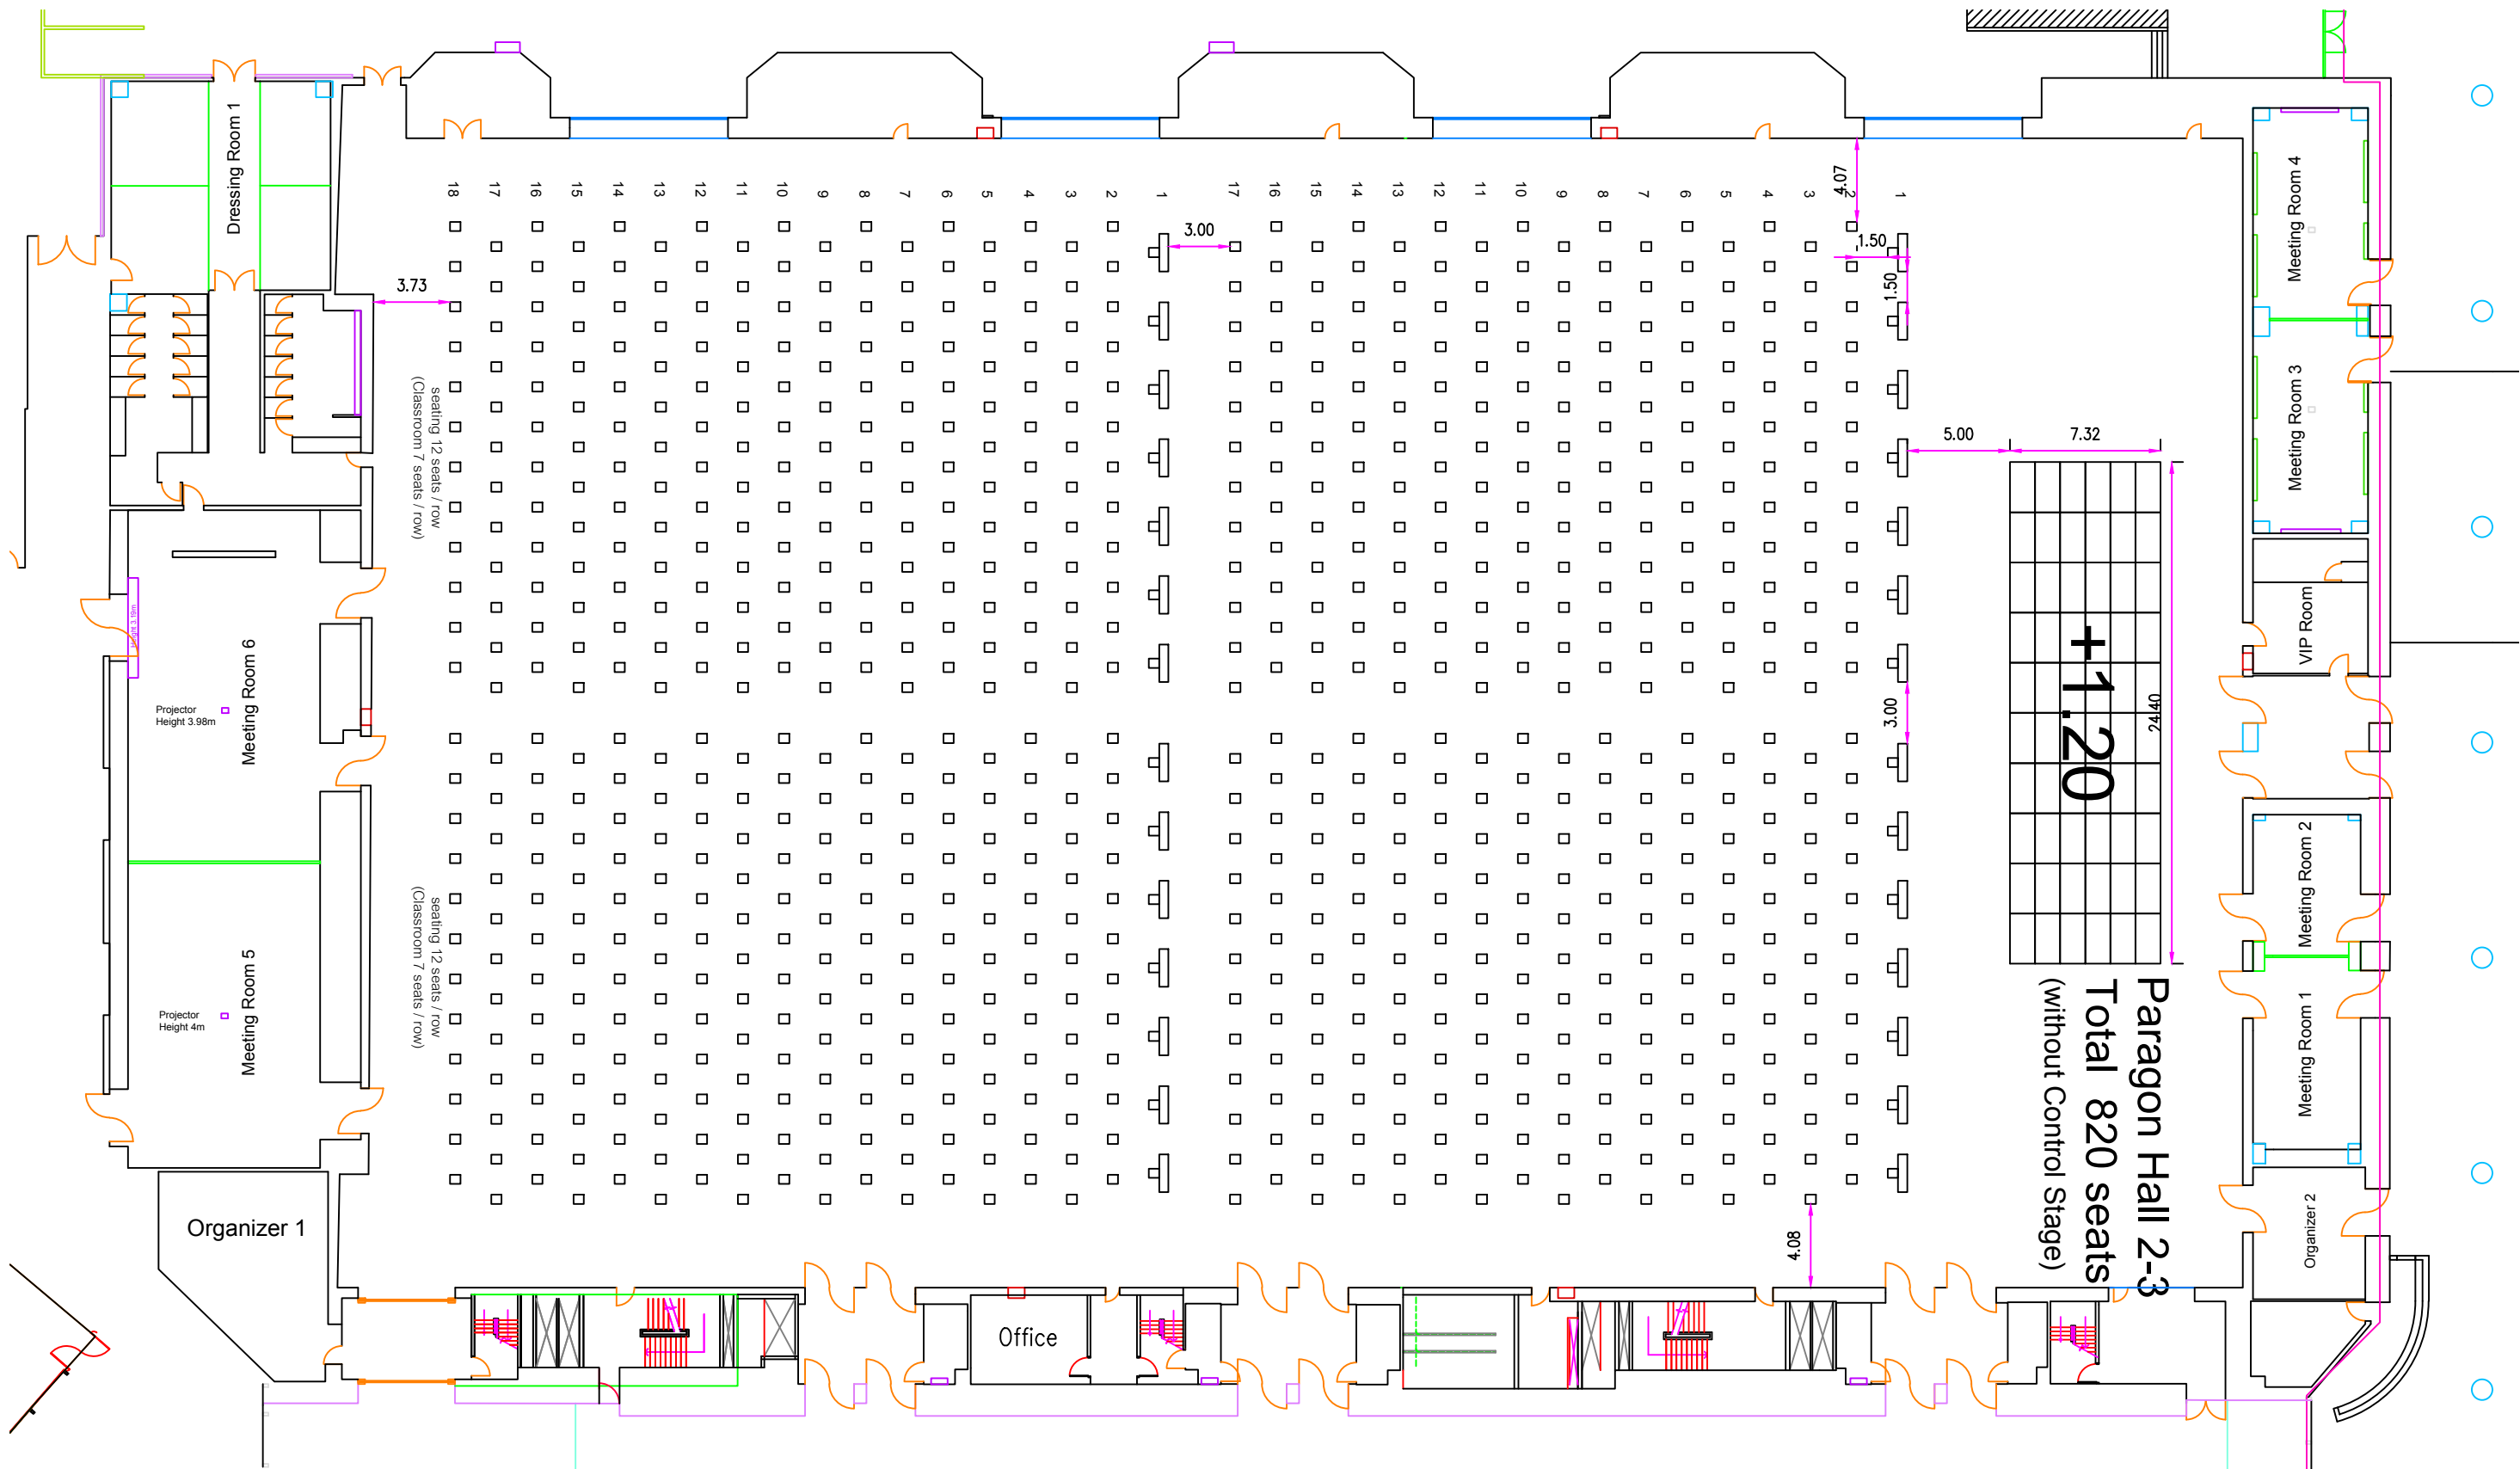 Dressing Room 1
18 17 16 15 14 13 12 11 10 9 8 7 6 5 4 3 2 1 17 16 15 14 13 12 11 10 9 8 7 6 5 4 3 2 1
4.07
3.00
1.50
1.50
3.73
Meeting Room 4
Meeting Room 3
seating 12 seats / row
(Classroom 7 seats / row)
5.00
7.32
VIP Room
Height 3.19m
Meeting Room 6
Projector
Height 3.98m
+1.20
24.40
3.00
Meeting Room 2
seating 12 seats / row
(Classroom 7 seats / row)
Projector
Height 4m
Meeting Room 5
Paragon Hall 2-3
Total 820 seats
(without Control Stage)
Meeting Room 1
Organizer 1
4.08
Organizer 2
Office